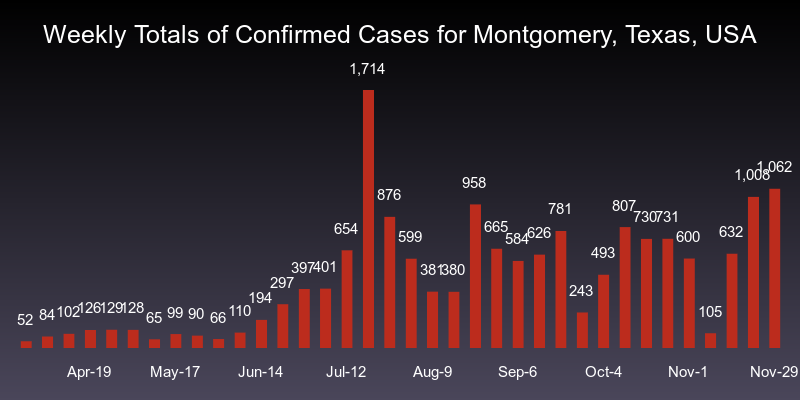 Weekly Totals of Confirmed Cases for Montgomery, Texas, USA
52 84 102 126 129 128 65 99 90 66 110 194 297 397 401 654 1,714 876 599 381 380 958 665 584 626 781 243 493 807 730 731 600 105 632 1,008 1,062
Apr-19 May-17 Jun-14 Jul-12 Aug-9 Sep-6 Oct-4 Nov-1 Nov-29